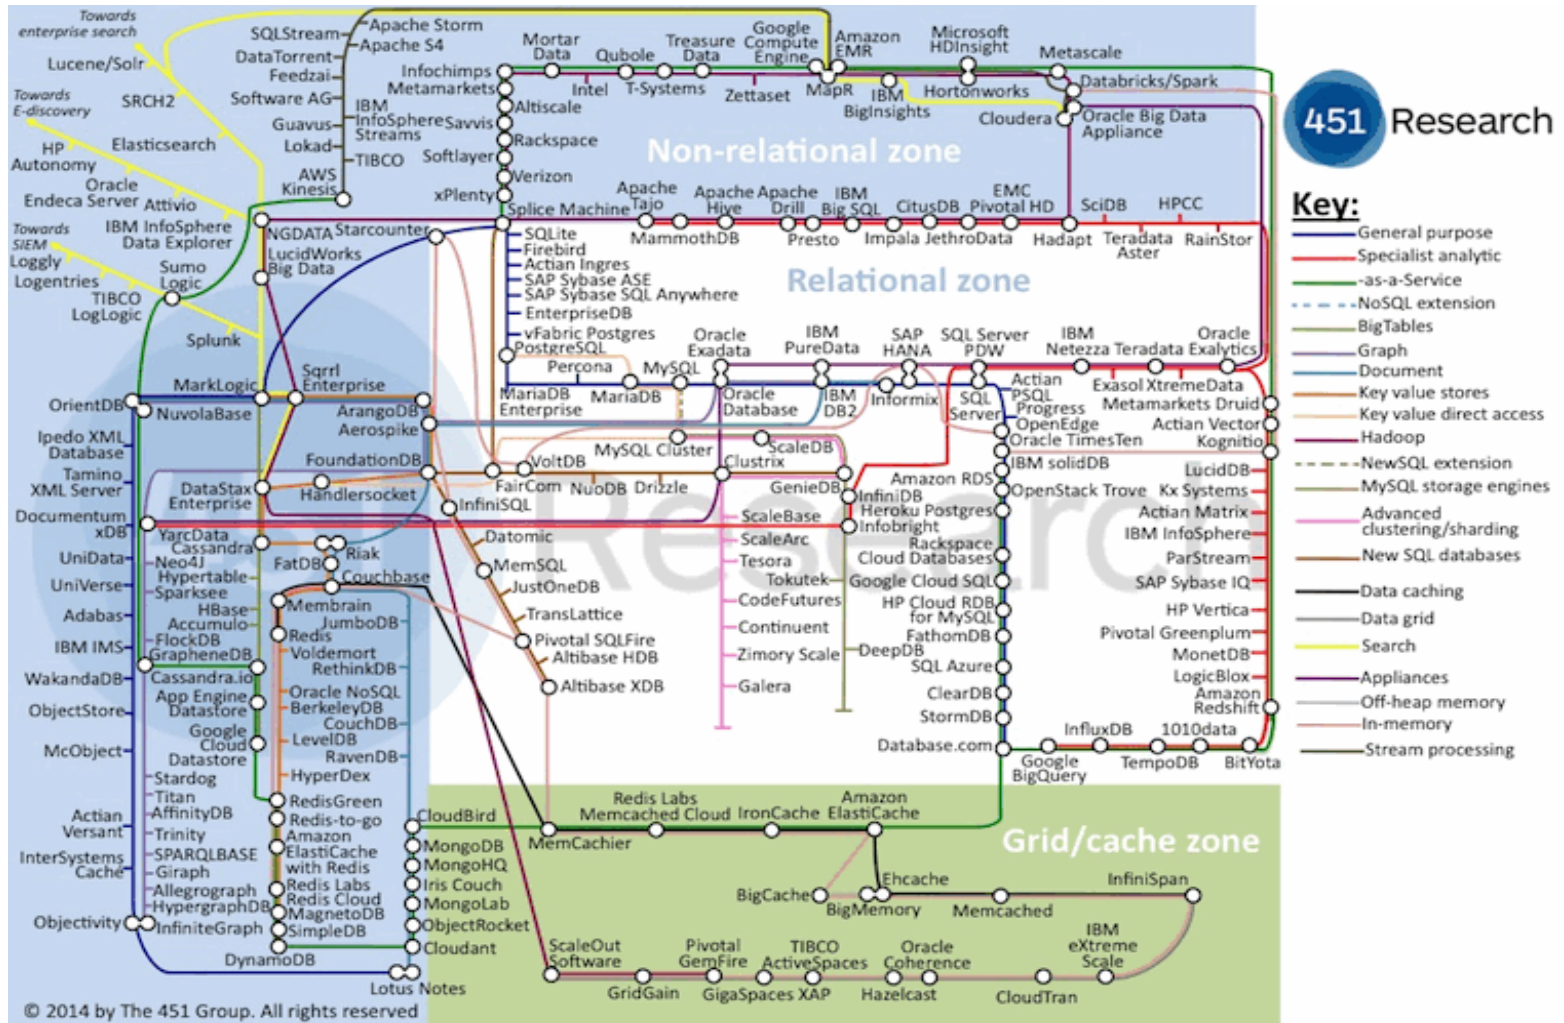 Towards
enterprise search
Lucene/Solr
SRCH2
Towards
E-discovery
HP
Autonomy
Elasticsearch
Oracle
Endeca Server
Attivio
IBM InfoSphere
Data Explorer
Towards
SIEM
Loggly
Logentries
Sumo
Logic
TIBCO
LogLogic
Splunk
SQLStream
Apache Storm
Apache S4
DataTorrent
Feedzai
Software AG
IBM
InfoSphere
Streams
Guavus
Lokad
TIBCO
AWS
Kinesis
Infochimps
Metamarkets
Altiscale
Savvis
Rackspace
Softlayer
Verizon
xPlenty
Mortar
Data
Intel
Qubole
T-Systems
Treasure
Data
Zettaset
Google
Compute
Engine
Amazon
EMR
MapR
IBM
BigInsights
Microsoft
HDInsight
Hortonworks
Metascale
Databricks/Spark
Cloudera
Oracle Big Data
Appliance
Non-relational zone
NGDATA
LucidWorks
Big Data
Starcounter
Splice Machine
Apache
Tajo
MammothDB
Apache
Hive
Apache
Drill
Presto
IBM
Big SQL
Impala
CitusDB
JethroData
EMC
Pivotal HD
Hadapt
SciDB
Teradata
Aster
HPCC
RainStor
Relational zone
SQLite
Firebird
Actian Ingres
SAP Sybase ASE
SAP Sybase SQL Anywhere
EnterpriseDB
vFabric Postgres
PostgreSQL
Percona
MariaDB
Enterprise
MariaDB
MySQL
Oracle
Exadata
Oracle
Database
IBM
PureData
IBM
DB2
SAP
HANA
Informix
SQL Server
PDW
SQL
Server
IBM
Netezza
Teradata
Oracle
Exalytics
Exasol
XtremeData
Actian
PSQL
Progress
OpenEdge
Oracle TimesTen
IBM solidDB
OpenStack Trove
Metamarkets Druid
Actian Vector
Kognitio
LucidDB
Kx Systems
Actian Matrix
IBM InfoSphere
ParStream
SAP Sybase IQ
HP Vertica
Pivotal Greenplum
MonetDB
LogicBlox
Amazon
Redshift
MarkLogic
Sqrrl
Enterprise
OrientDB
NuvolaBase
ArangoDB
Aerospike
Ipedo XML
Database
Tamino
XML Server
Documentum
xDB
UniData
UniVerse
Adabas
IBM IMS
WakandaDB
ObjectStore
McObject
Actian
Versant
InterSystems
Cache
Objectivity
FoundationDB
DataStax
Enterprise
Handlersocket
VoltDB
FairCom
NuoDB
Drizzle
MySQL Cluster
ScaleDB
Clustrix
GenieDB
InfiniDB
Infobright
InfiniSQL
Datomic
MemSQL
JustOneDB
TransLattice
Pivotal SQLFire
Altibase HDB
Altibase XDB
ScaleBase
ScaleArc
Tesora
Tokutek
CodeFutures
Continuent
Zimory Scale
Galera
DeepDB
Amazon RDS
Heroku Postgres
Rackspace
Cloud Databases
Google Cloud SQL
HP Cloud RDB
for MySQL
FathomDB
SQL Azure
ClearDB
StormDB
Database.com
Google
BigQuery
InfluxDB
TempoDB
1010data
BitYota
YarcData
Cassandra
Neo4J
Hypertable
Sparksee
HBase
Accumulo
FlockDB
GrapheneDB
Cassandra.io
App Engine
Datastore
Google
Cloud
Datastore
Stardog
Titan
AffinityDB
Trinity
SPARQLBASE
Giraph
Allegrograph
HypergraphDB
InfiniteGraph
FatDB
Riak
Couchbase
Membrain
JumboDB
Redis
Voldemort
RethinkDB
Oracle NoSQL
BerkeleyDB
CouchDB
LevelDB
RavenDB
HyperDex
RedisGreen
Redis-to-go
Amazon
ElastiCache
with Redis
Redis Labs
Redis Cloud
MagnetoDB
SimpleDB
DynamoDB
CloudBird
MongoDB
MongoHQ
Iris Couch
MongoLab
ObjectRocket
Cloudant
Lotus Notes
Grid/cache zone
MemCachier
Redis Labs
Memcached Cloud
IronCache
Amazon
ElastiCache
BigCache
Ehcache
BigMemory
Memcached
InfiniSpan
ScaleOut
Software
GridGain
Pivotal
GemFire
GigaSpaces XAP
TIBCO
ActiveSpaces
Oracle
Coherence
Hazelcast
CloudTran
IBM
eXtreme
Scale
Research
© 2014 by The 451 Group. All rights reserved
451 Research
Key:
General purpose
Specialist analytic
-as-a-Service
NoSQL extension
BigTables
Graph
Document
Key value stores
Key value direct access
Hadoop
NewSQL extension
MySQL storage engines
Advanced
clustering/sharding
New SQL databases
Data caching
Data grid
Search
Appliances
Off-heap memory
In-memory
Stream processing